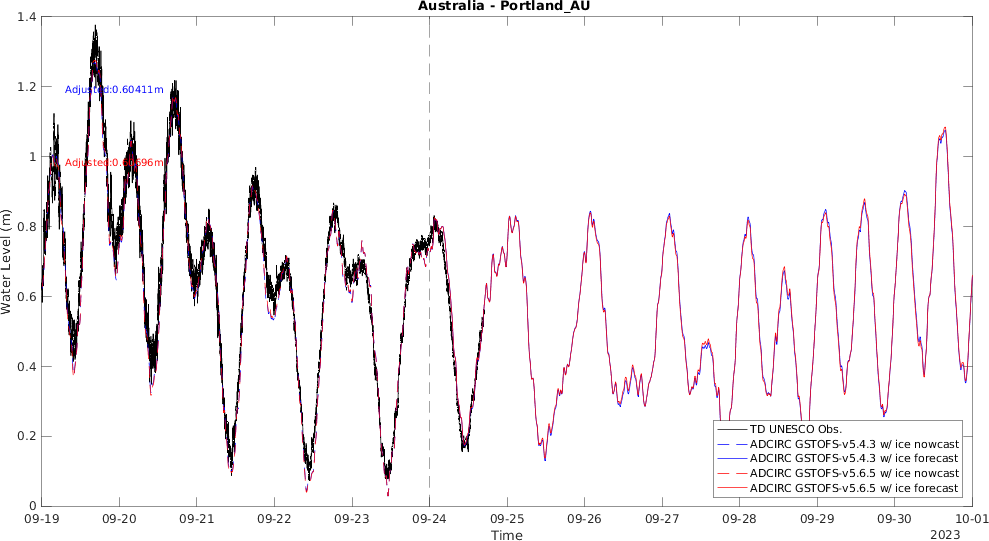 Australia - Portland_AU
1.4
1.2
1
0.8
0.6
0.4
0.2
0
Water Level (m)
Adjusted:0.60411m
TD UNESCO Obs.
ADCIRC GSTOFS-v5.4.3 w/ ice nowcast
ADCIRC GSTOFS-v5.4.3 w/ ice forecast
ADCIRC GSTOFS-v5.6.5 w/ ice nowcast
ADCIRC GSTOFS-v5.6.5 w/ ice forecast
09-19 09-20 09-21 09-22 09-23 09-24 09-25 09-26 09-27 09-28 09-29 09-30 10-01
Time
2023